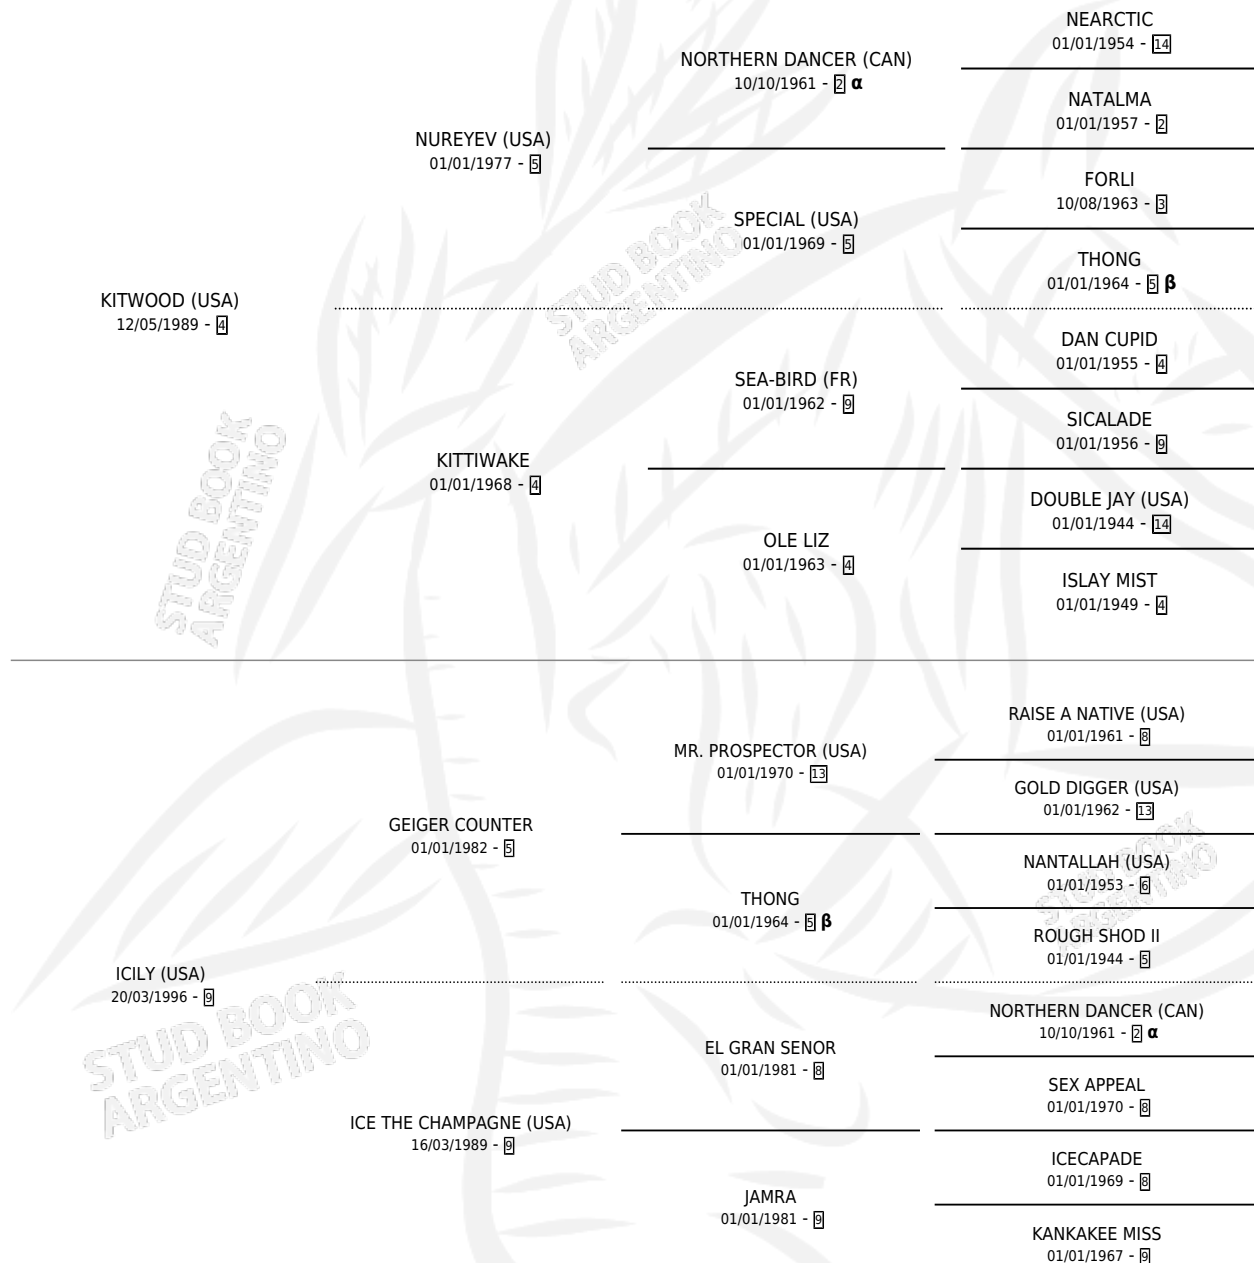 NEARCTIC
01/01/1954 - 14
NORTHERN DANCER (CAN)
10/10/1961 - 2 α
NATALMA
01/01/1957 - 2
NUREYEV (USA)
01/01/1977 - 5
FORLI
10/08/1963 - 3
SPECIAL (USA)
01/01/1969 - 5
THONG
01/01/1964 - 5 β
KITWOOD (USA)
12/05/1989 - 4
DAN CUPID
01/01/1955 - 4
SEA-BIRD (FR)
01/01/1962 - 9
SICALADE
01/01/1956 - 9
KITTIWAKE
01/01/1968 - 4
DOUBLE JAY (USA)
01/01/1944 - 14
OLE LIZ
01/01/1963 - 4
ISLAY MIST
01/01/1949 - 4
STUD BOOK
ARGENTINO
STUD BOOK
ARGENTINO
RAISE A NATIVE (USA)
01/01/1961 - 8
MR. PROSPECTOR (USA)
01/01/1970 - 13
GOLD DIGGER (USA)
01/01/1962 - 13
GEIGER COUNTER
01/01/1982 - 5
NANTALLAH (USA)
01/01/1953 - 6
THONG
01/01/1964 - 5 β
ROUGH SHOD II
01/01/1944 - 5
ICILY (USA)
20/03/1996 - 9
NORTHERN DANCER (CAN)
10/10/1961 - 2 α
EL GRAN SENOR
01/01/1981 - 8
SEX APPEAL
01/01/1970 - 8
ICE THE CHAMPAGNE (USA)
16/03/1989 - 9
ICECAPADE
01/01/1969 - 8
JAMRA
01/01/1981 - 9
KANKAKEE MISS
01/01/1967 - 9
STUD BOOK
ARGENTINO
STUD BOOK
ARGENTINO